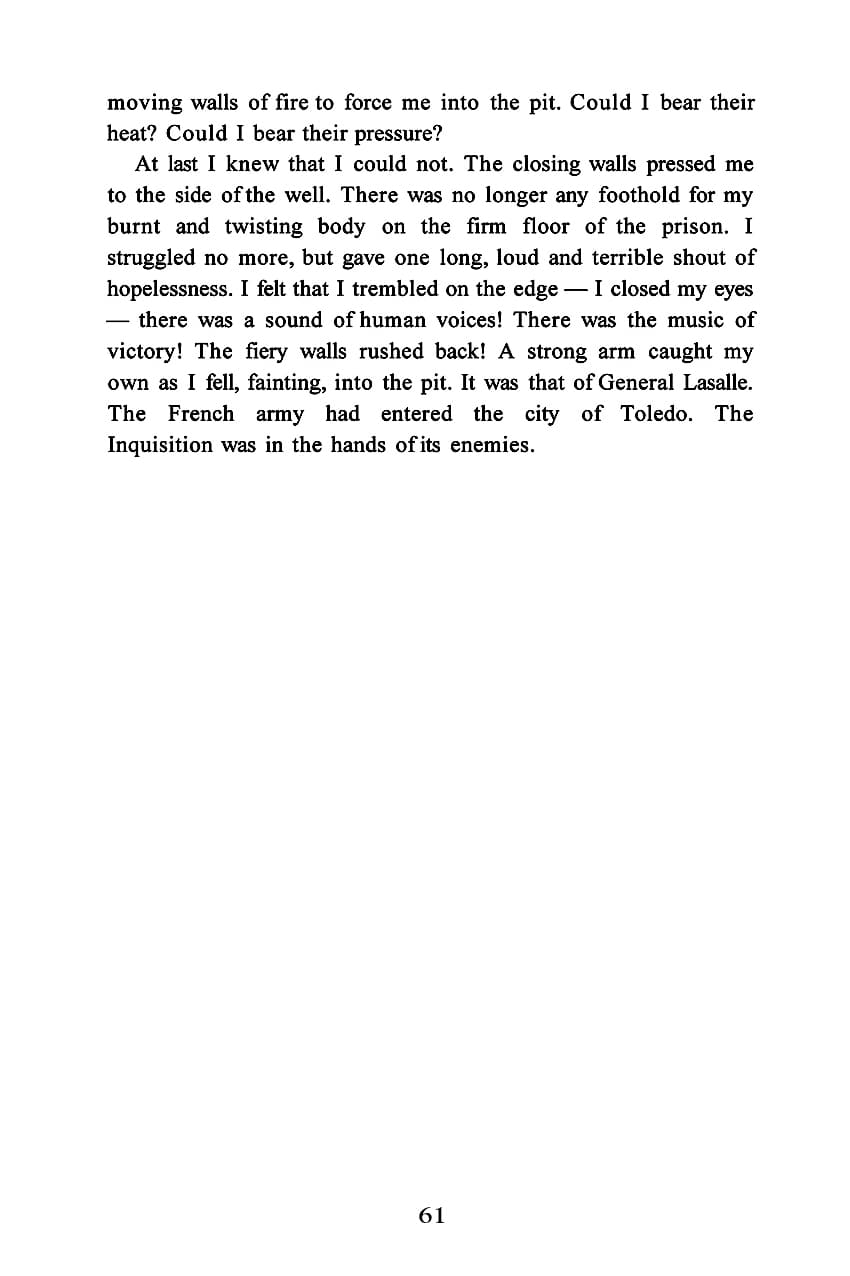 moving walls of fire to force me into the pit. Could I bear their
heat? Could I bear their pressure?
At last I knew that I could not. The closing walls pressed me
to the side of the well. There was no longer any foothold for my
burnt and twisting body on the firm floor of the prison. I
struggled no more, but gave one long, loud and terrible shout of
hopelessness. I felt that I trembled on the edge — I closed my eyes
— there was a sound of human voices! There was the music of
victory! The fiery walls rushed back! A strong arm caught my
own as I fell, fainting, into the pit. It was that of General Lasalle.
The French army had entered the city of Toledo. The
Inquisition was in the hands of its enemies.
61